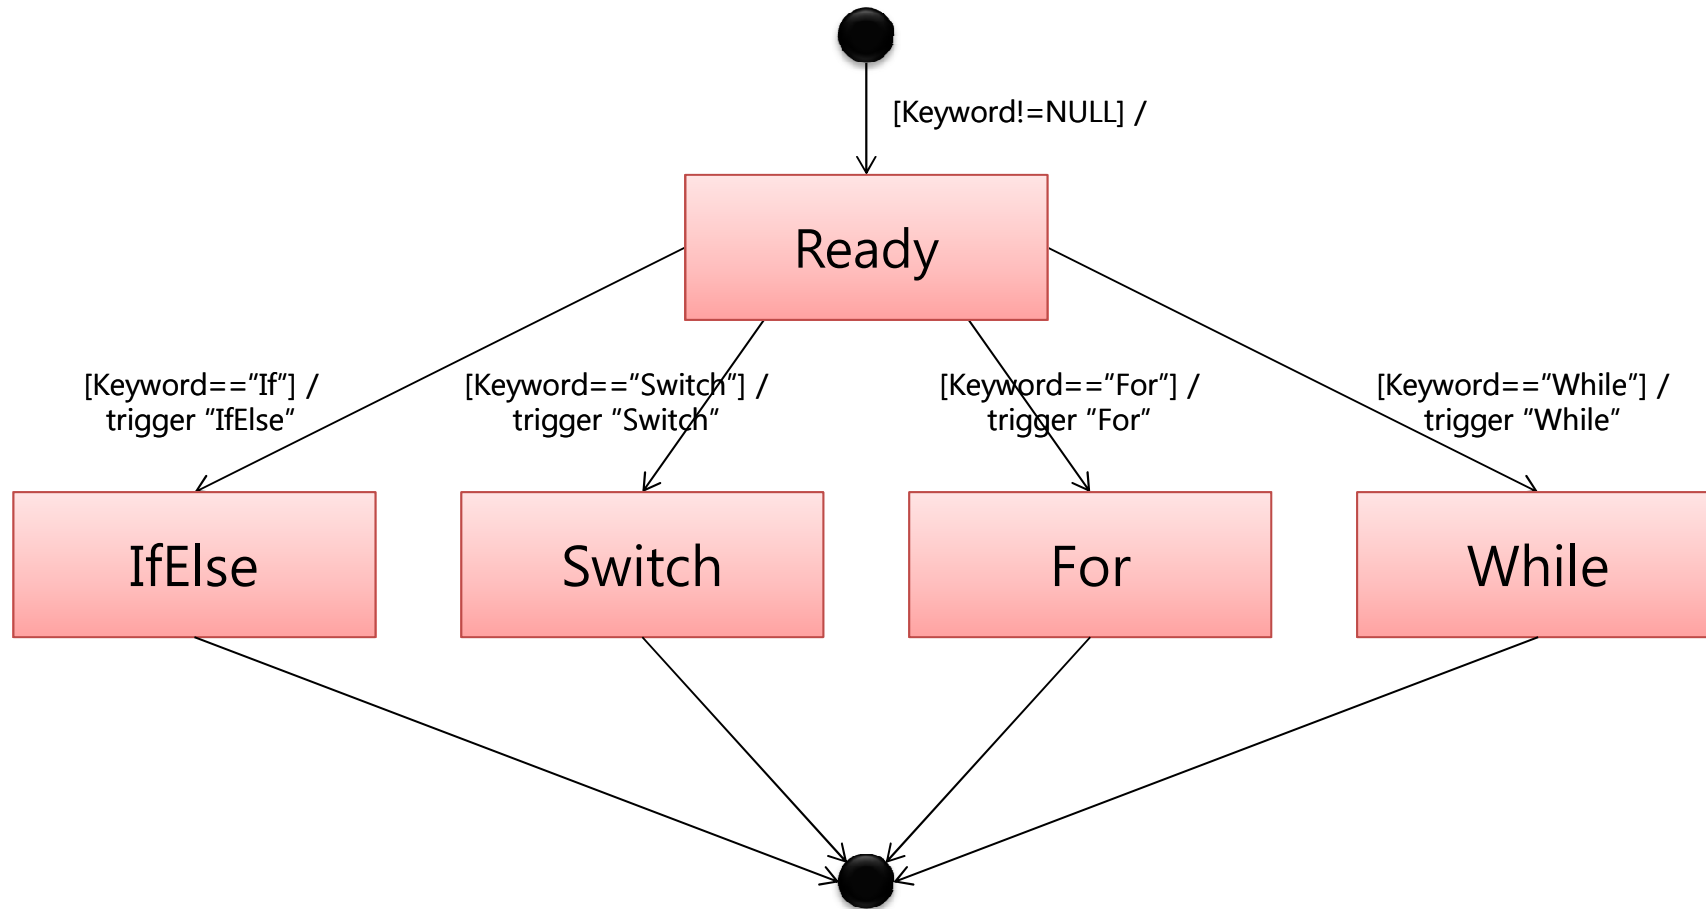 [Keyword!=NULL] /
Ready
[Keyword=="If"] /
trigger "IfElse"
[Keyword=="Switch"] /
trigger "Switch"
[Keyword=="For"] /
trigger "For"
[Keyword=="While"] /
trigger "While"
IfElse
Switch
For
While